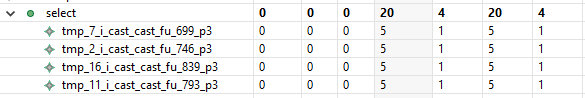 select 0 0 0 20 4 20 4
tmp_7_i_cast_cast_fu_699_p3 0 0 0 5 1 5 1
tmp_2_i_cast_cast_fu_746_p3 0 0 0 5 1 5 1
tmp_16_i_cast_cast_fu_839_p3 0 0 0 5 1 5 1
tmp_11_i_cast_cast_fu_793_p3 0 0 0 5 1 5 1